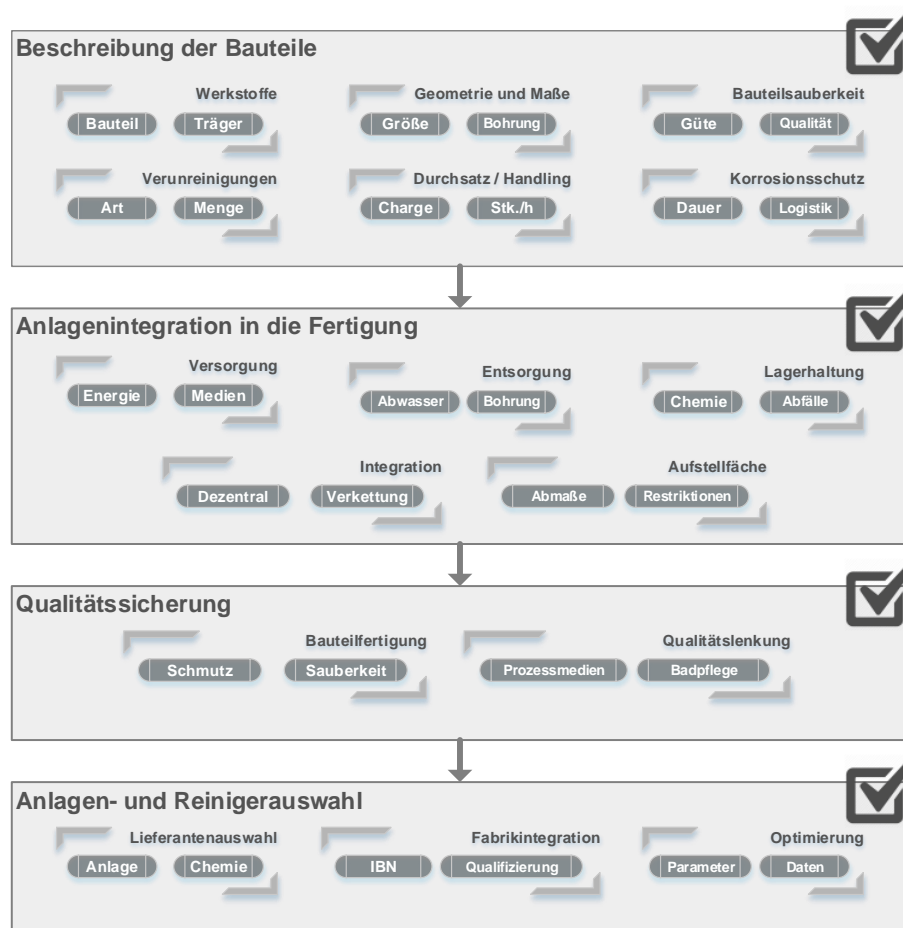 Beschreibung der Bauteile
Werkstoffe Geometrie und Maße Bauteilsauberkeit
Bauteil Träger Größe Bohrung Güte Qualität
Verunreinigungen Durchsatz / Handling Korrosionsschutz
Art Menge Charge Stk./h Dauer Logistik
Anlagenintegration in die Fertigung
Versorgung Entsorgung Lagerhaltung
Energie Medien Abwasser Bohrung Chemie Abfälle
Integration Aufstellfäche
Dezentral Verkettung Abmaße Restriktionen
Qualitätssicherung
Bauteilfertigung Qualitätslenkung
Schmutz Sauberkeit Prozessmedien Badpflege
Anlagen- und Reinigerauswahl
Lieferantenauswahl Fabrikintegration Optimierung
Anlage Chemie IBN Qualifizierung Parameter Daten